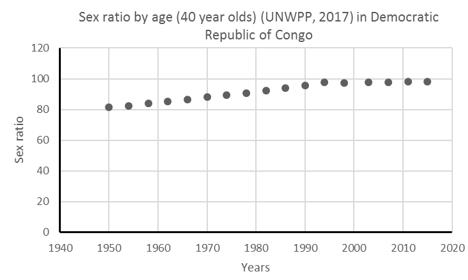 Sex ratio by age (40 year olds) (UNWPP, 2017) in Democratic
Republic of Congo
120
100
80
60
40
20
0
Sex ratio
1940 1950 1960 1970 1980 1990 2000 2010 2020
Years